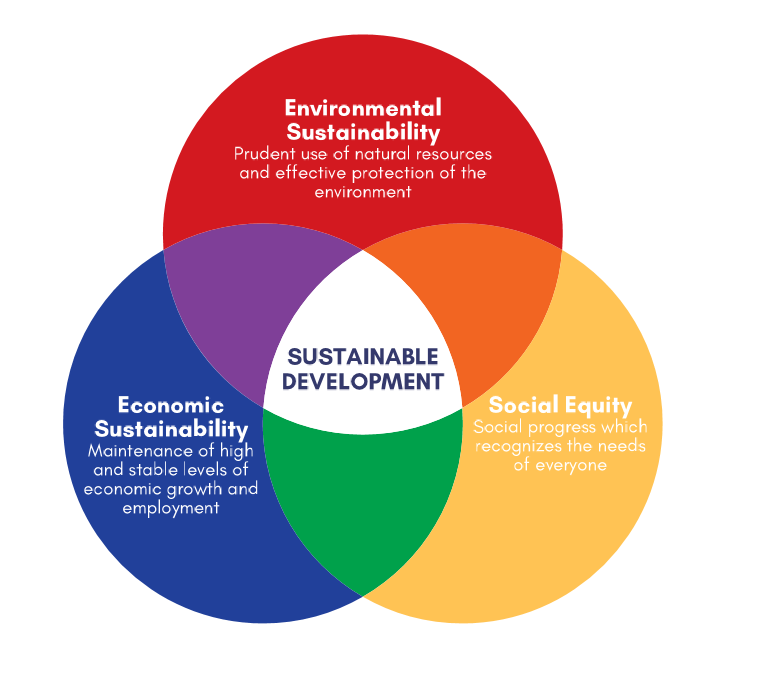 Environmental
Sustainability
Prudent use of natural resources
and effective protection of the
environment
SUSTAINABLE
DEVELOPMENT
Economic
Sustainability
Maintenance of high
and stable levels of
economic growth and
employment
Social Equity
Social progress which
recognizes the needs
of everyone